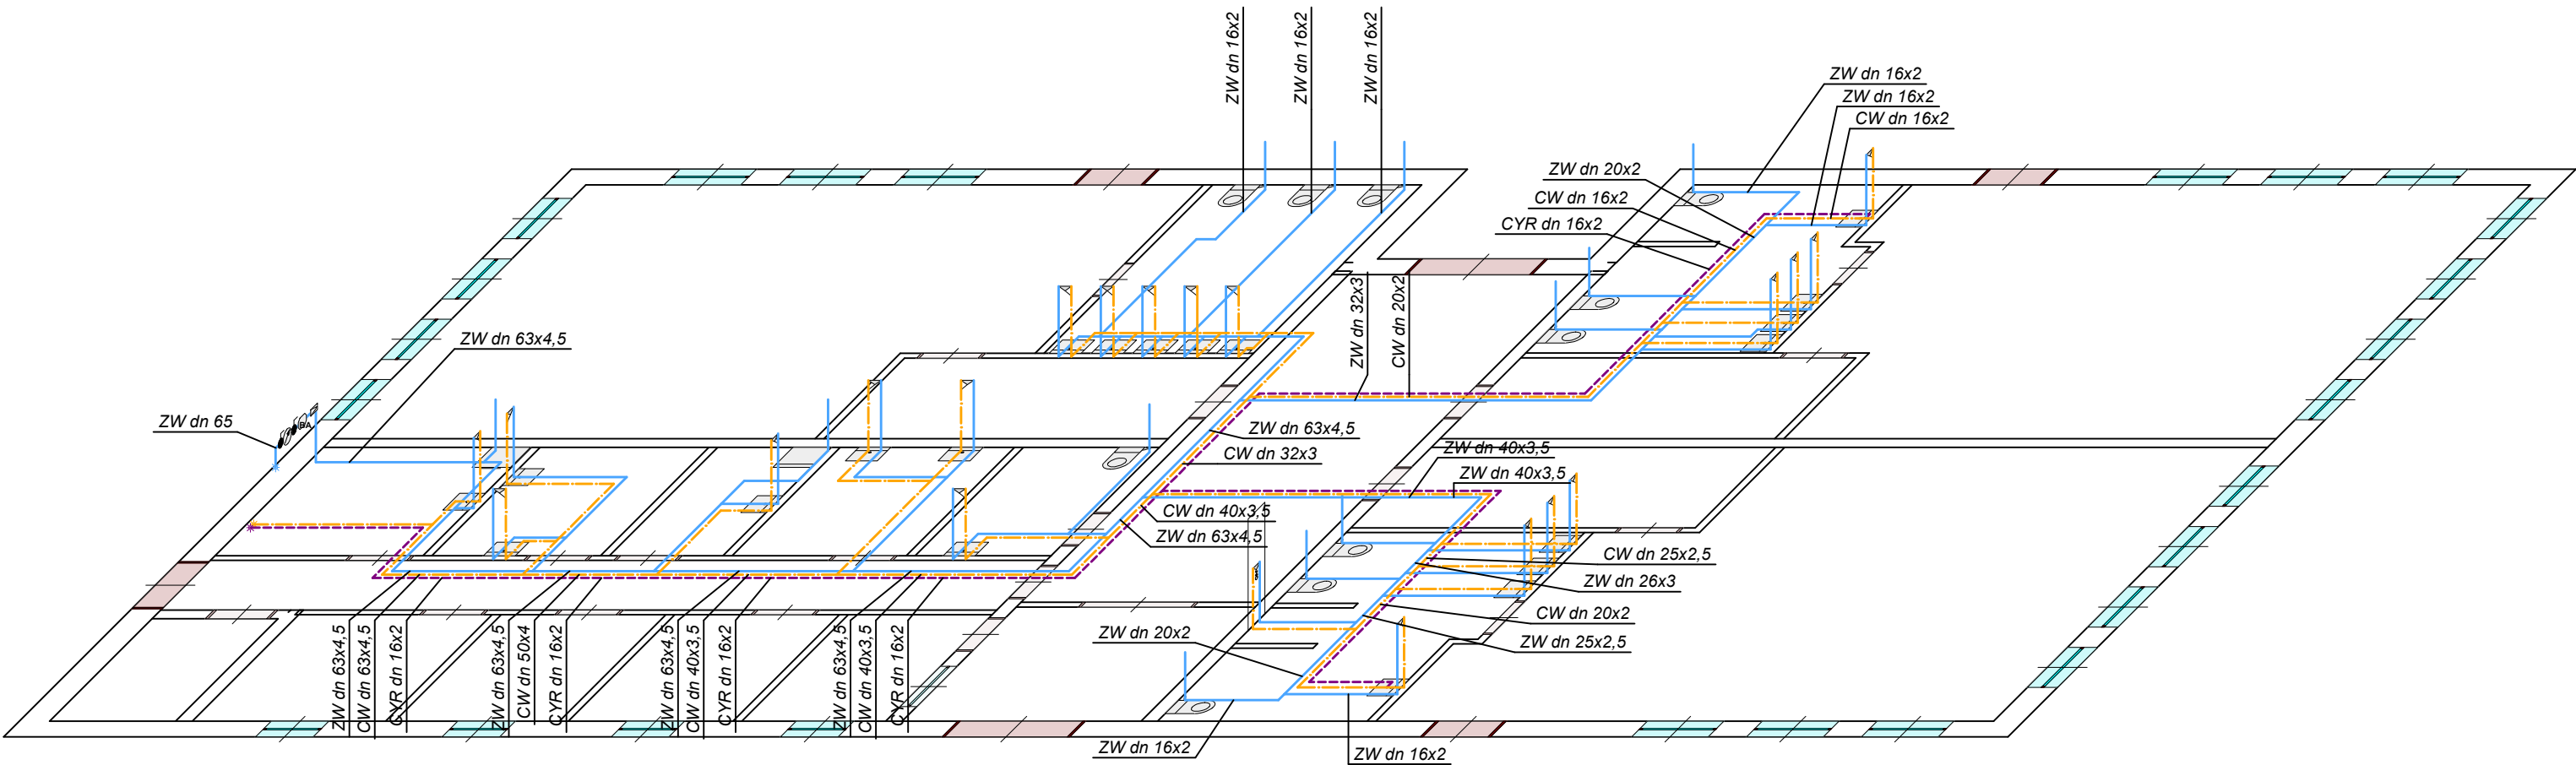 ZW dn 16x2
ZW dn 16x2
ZW dn 16x2
ZW dn 16x2
ZW dn 16x2
CW dn 16x2
ZW dn 20x2
CW dn 16x2
CYR dn 16x2
ZW dn 32x3
CW dn 20x2
ZW dn 63x4,5
ZW dn 65
BA
ZW dn 63x4,5
CW dn 32x3
ZW dn 40x3,5
ZW dn 40x3,5
CW dn 40x3,5
ZW dn 63x4,5
CW dn 25x2,5
ZW dn 26x3
CW dn 20x2
ZW dn 25x2,5
ZW dn 20x2
ZW dn 63x4,5
CW dn 63x4,5
CYR dn 16x2
ZW dn 63x4,5
CW dn 50x4
CYR dn 16x2
ZW dn 63x4,5
CW dn 40x3,5
CYR dn 16x2
ZW dn 63x4,5
CW dn 40x3,5
CYR dn 16x2
ZW dn 16x2
ZW dn 16x2